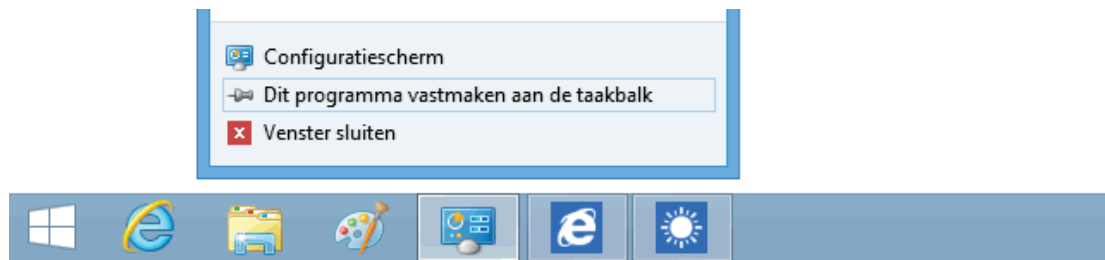 Configuratiescherm
Dit programma vastmaken aan de taakbalk
Venster sluiten